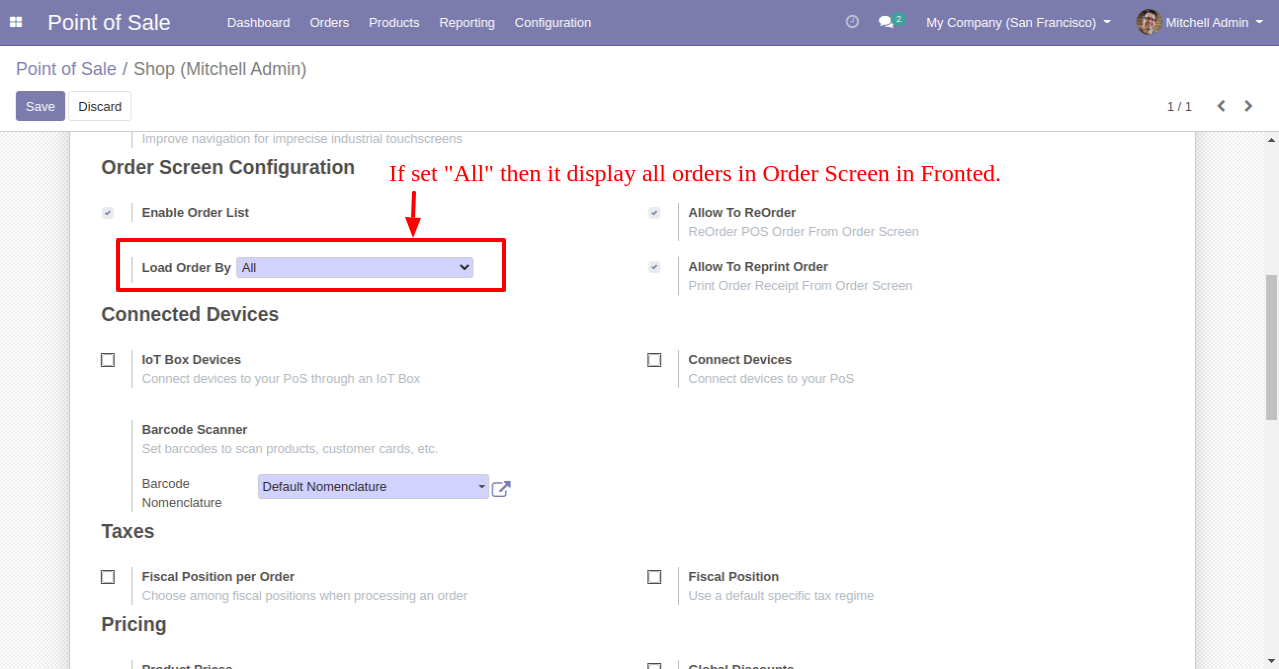 Point of Sale Dashboard Orders Products Reporting Configuration 2 My Company (San Francisco) Mitchell Admin
Point of Sale / Shop (Mitchell Admin)
Save Discard 1 / 1
Improve navigation for imprecise industrial touchscreens
Order Screen Configuration
If set "All" then it display all orders in Order Screen in Fronted.
Enable Order List
Allow To ReOrder
ReOrder POS Order From Order Screen
Load Order By All
Allow To Reprint Order
Print Order Receipt From Order Screen
Connected Devices
IoT Box Devices
Connect devices to your PoS through an IoT Box
Connect Devices
Connect devices to your PoS
Barcode Scanner
Set barcodes to scan products, customer cards, etc.
Barcode
Nomenclature
Default Nomenclature
Taxes
Fiscal Position per Order
Choose among fiscal positions when processing an order
Fiscal Position
Use a default specific tax regime
Pricing
Product Prices
Global Discounts